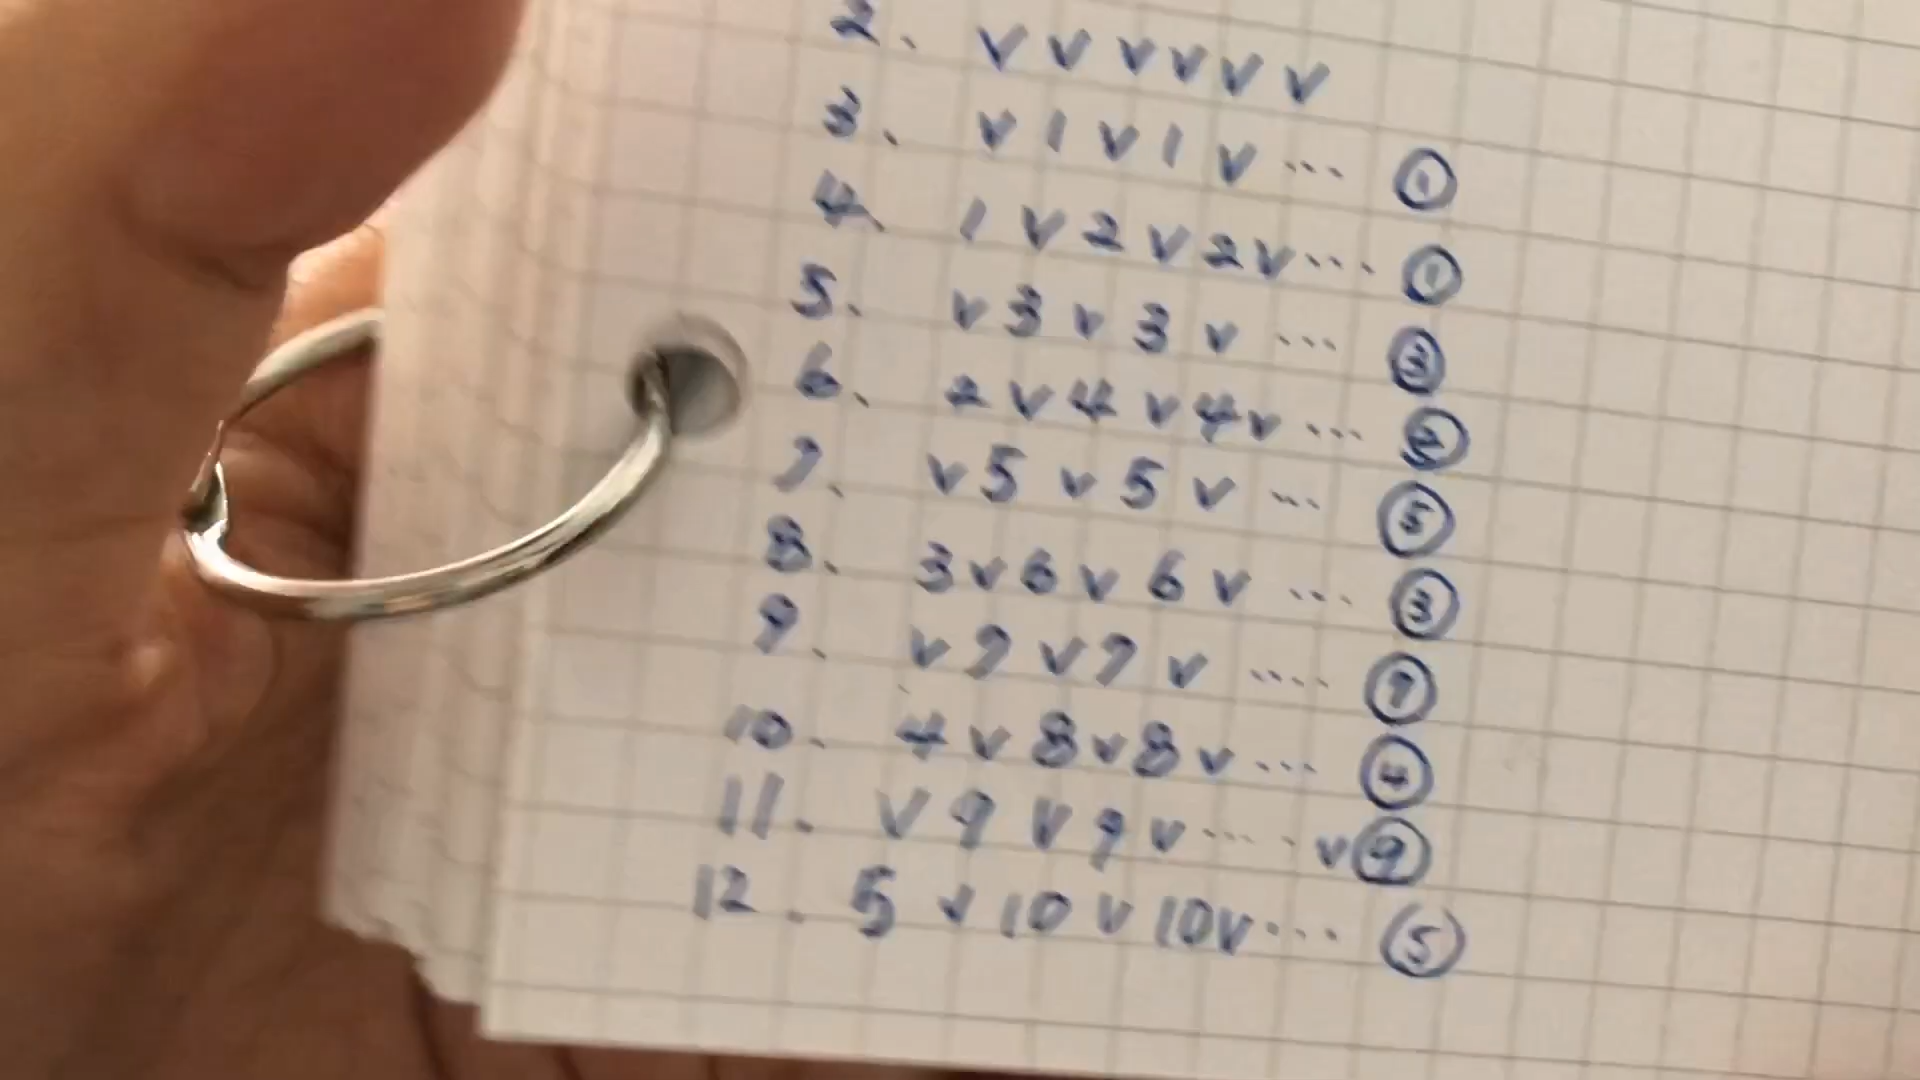 2. v v v v v v
3. v 1 v 1 v ... ①
4. 1 v 2 v 2 v ... ①
5. v 3 v 3 v ... ③
6. 2 v 4 v 4 v ... ②
7. v 5 v 5 v ... ⑤
8. 3 v 6 v 6 v ... ③
9. v 7 v 7 v .... ⑦
10. 4 v 8 v 8 v ... ④
11. v 9 v 9 v .... v ⑨
12. 5 v 10 v 10 v ... ⑤